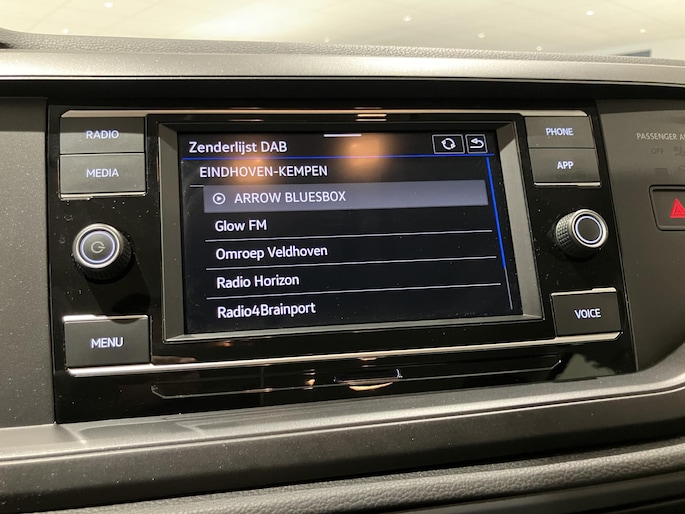 RADIO
MEDIA
MENU
Zenderlijst DAB
EINDHOVEN-KEMPEN
ARROW BLUESBOX
Glow FM
Omroep Veldhoven
Radio Horizon
Radio4Brainport
PHONE
APP
VOICE
PASSENGER
OFF